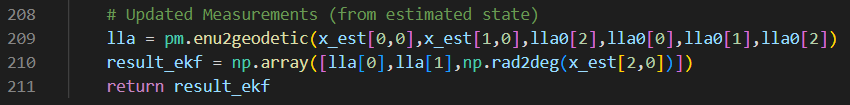 208 # Updated Measurements (from estimated state)
209 lla = pm.enu2geodetic(x_est[0,0],x_est[1,0],lla0[2],lla0[0],lla0[1],lla0[2])
210 result_ekf = np.array([lla[0],lla[1],np.rad2deg(x_est[2,0])])
211 return result_ekf